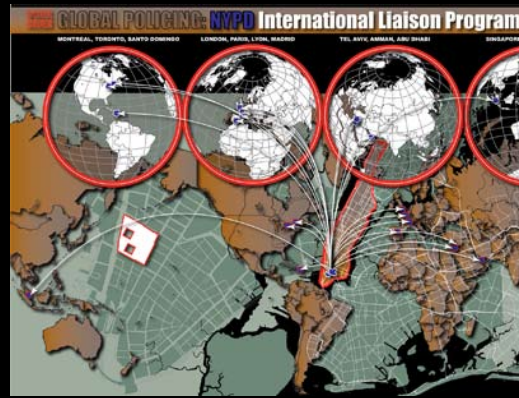 GLOBAL POLICING: NYPD International Liaison Program
MONTREAL, TORONTO, SANTO DOMINGO
LONDON, PARIS, LYON, MADRID
TEL AVIV, AMMAN, ABU DHABI
SINGAPOR